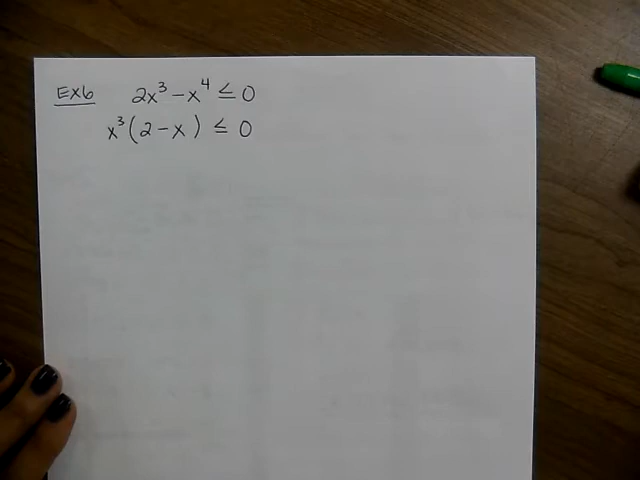 Ex6 2x³ - x⁴ ≤ 0
x³(2 - x) ≤ 0